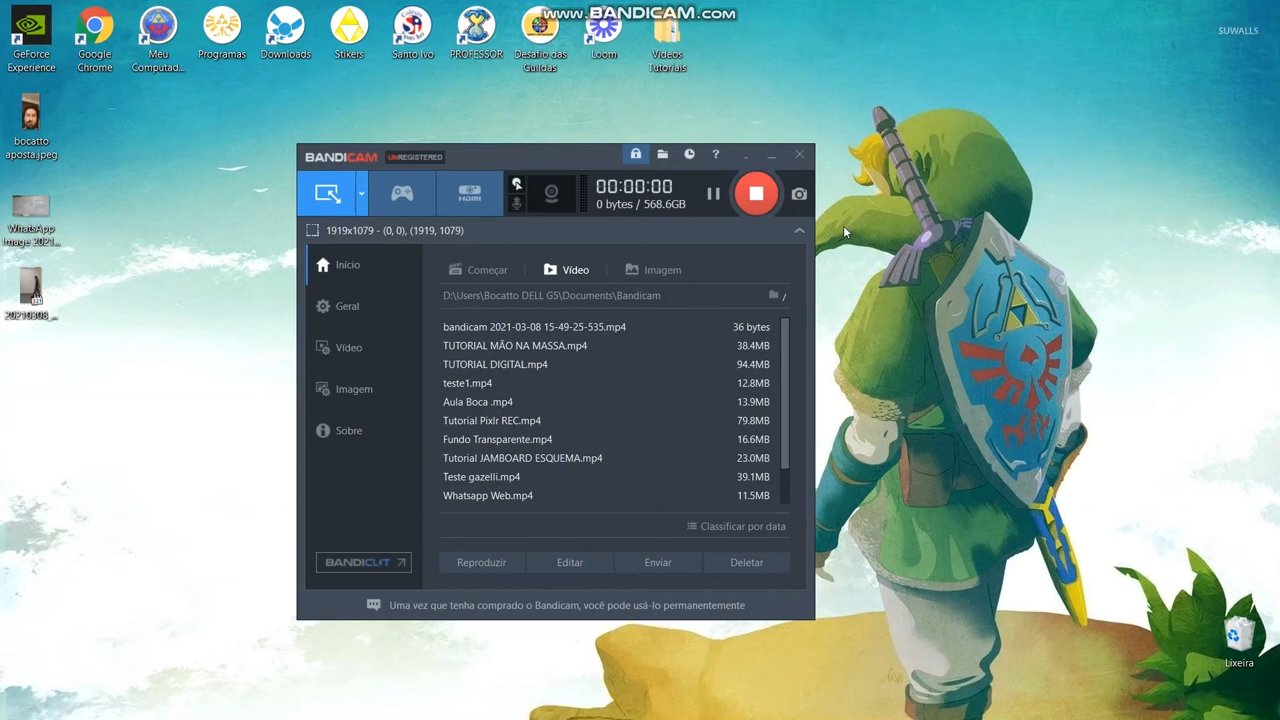 www.BANDICAM.com
SUWALLS
GeForce
Experience
Google
Chrome
Meu
Computad...
Programas
Downloads
Stikers
Santo Ivo
PROFESSOR
Desafio das
Guildas
Loom
Vídeos
Tutoriais
bocatto
aposta.jpeg
WhatsApp
Image 2021...
20210308_...
BANDICAM UNREGISTERED
HDMI
00:00:00
0 bytes / 568.6GB
1919x1079 - (0, 0), (1919, 1079)
Início
Geral
Vídeo
Imagem
Sobre
BANDICUT
Começar
Vídeo
Imagem
D:\Users\Bocatto DELL G5\Documents\Bandicam
/
bandicam 2021-03-08 15-49-25-535.mp4 36 bytes
TUTORIAL MÃO NA MASSA.mp4 38.4MB
TUTORIAL DIGITAL.mp4 94.4MB
teste1.mp4 12.8MB
Aula Boca .mp4 13.9MB
Tutorial Pixlr REC.mp4 79.8MB
Fundo Transparente.mp4 16.6MB
Tutorial JAMBOARD ESQUEMA.mp4 23.0MB
Teste gazelli.mp4 39.1MB
Whatsapp Web.mp4 11.5MB
Classificar por data
Reproduzir
Editar
Enviar
Deletar
Uma vez que tenha comprado o Bandicam, você pode usá-lo permanentemente
Lixeira